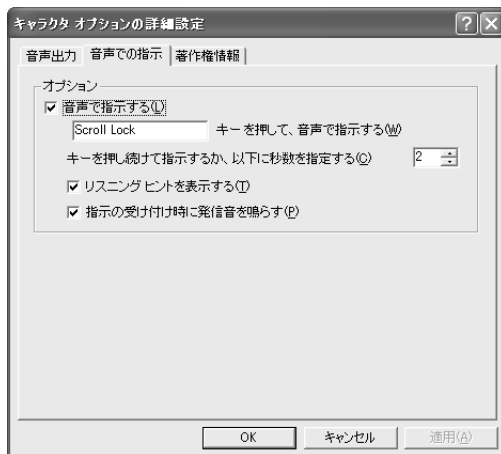 キャラクタ オプションの詳細設定
音声出力 音声での指示 著作権情報
オプション
音声で指示する(L)
Scroll Lock キーを押して、音声で指示する(W)
キーを押し続けて指示するか、以下に秒数を指定する(C) 2
リスニング ヒントを表示する(T)
指示の受け付け時に発信音を鳴らす(P)
OK キャンセル 適用(A)